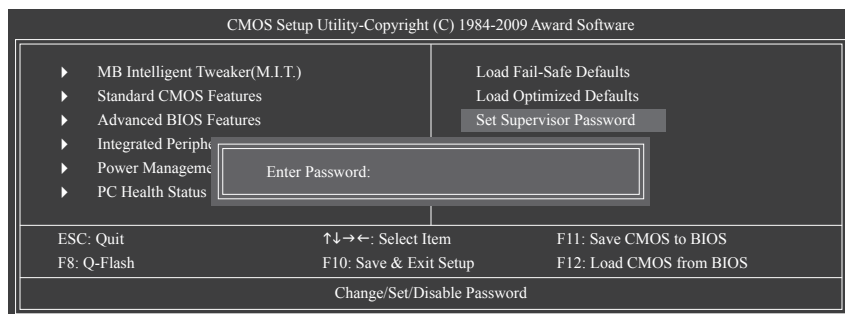 CMOS Setup Utility-Copyright (C) 1984-2009 Award Software
MB Intelligent Tweaker(M.I.T.)
Standard CMOS Features
Advanced BIOS Features
Integrated Periphe
Power Manageme
PC Health Status
Load Fail-Safe Defaults
Load Optimized Defaults
Set Supervisor Password
Enter Password:
ESC: Quit ↑↓→←: Select Item F11: Save CMOS to BIOS
F8: Q-Flash F10: Save & Exit Setup F12: Load CMOS from BIOS
Change/Set/Disable Password